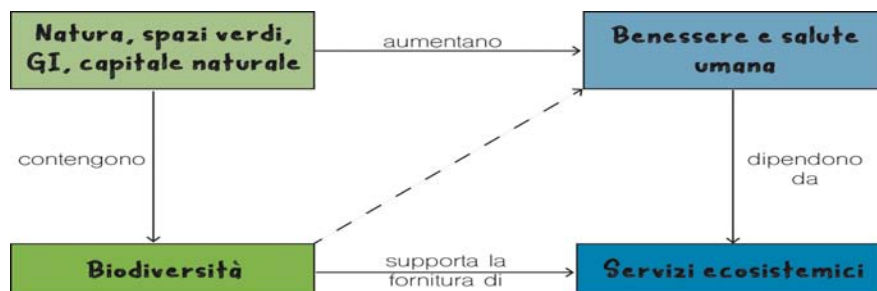 Natura, spazi verdi,
GI, capitale naturale
aumentano
Benessere e salute
umana
contengono
dipendono
da
Biodiversità
supporta la
fornitura di
Servizi ecosistemici